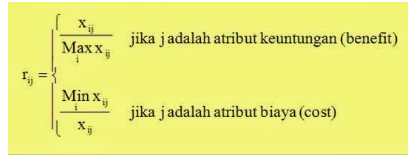 x_ij / Max_i x_ij jika j adalah atribut keuntungan (benefit)
r_ij =
Min_i x_ij / x_ij jika j adalah atribut biaya (cost)